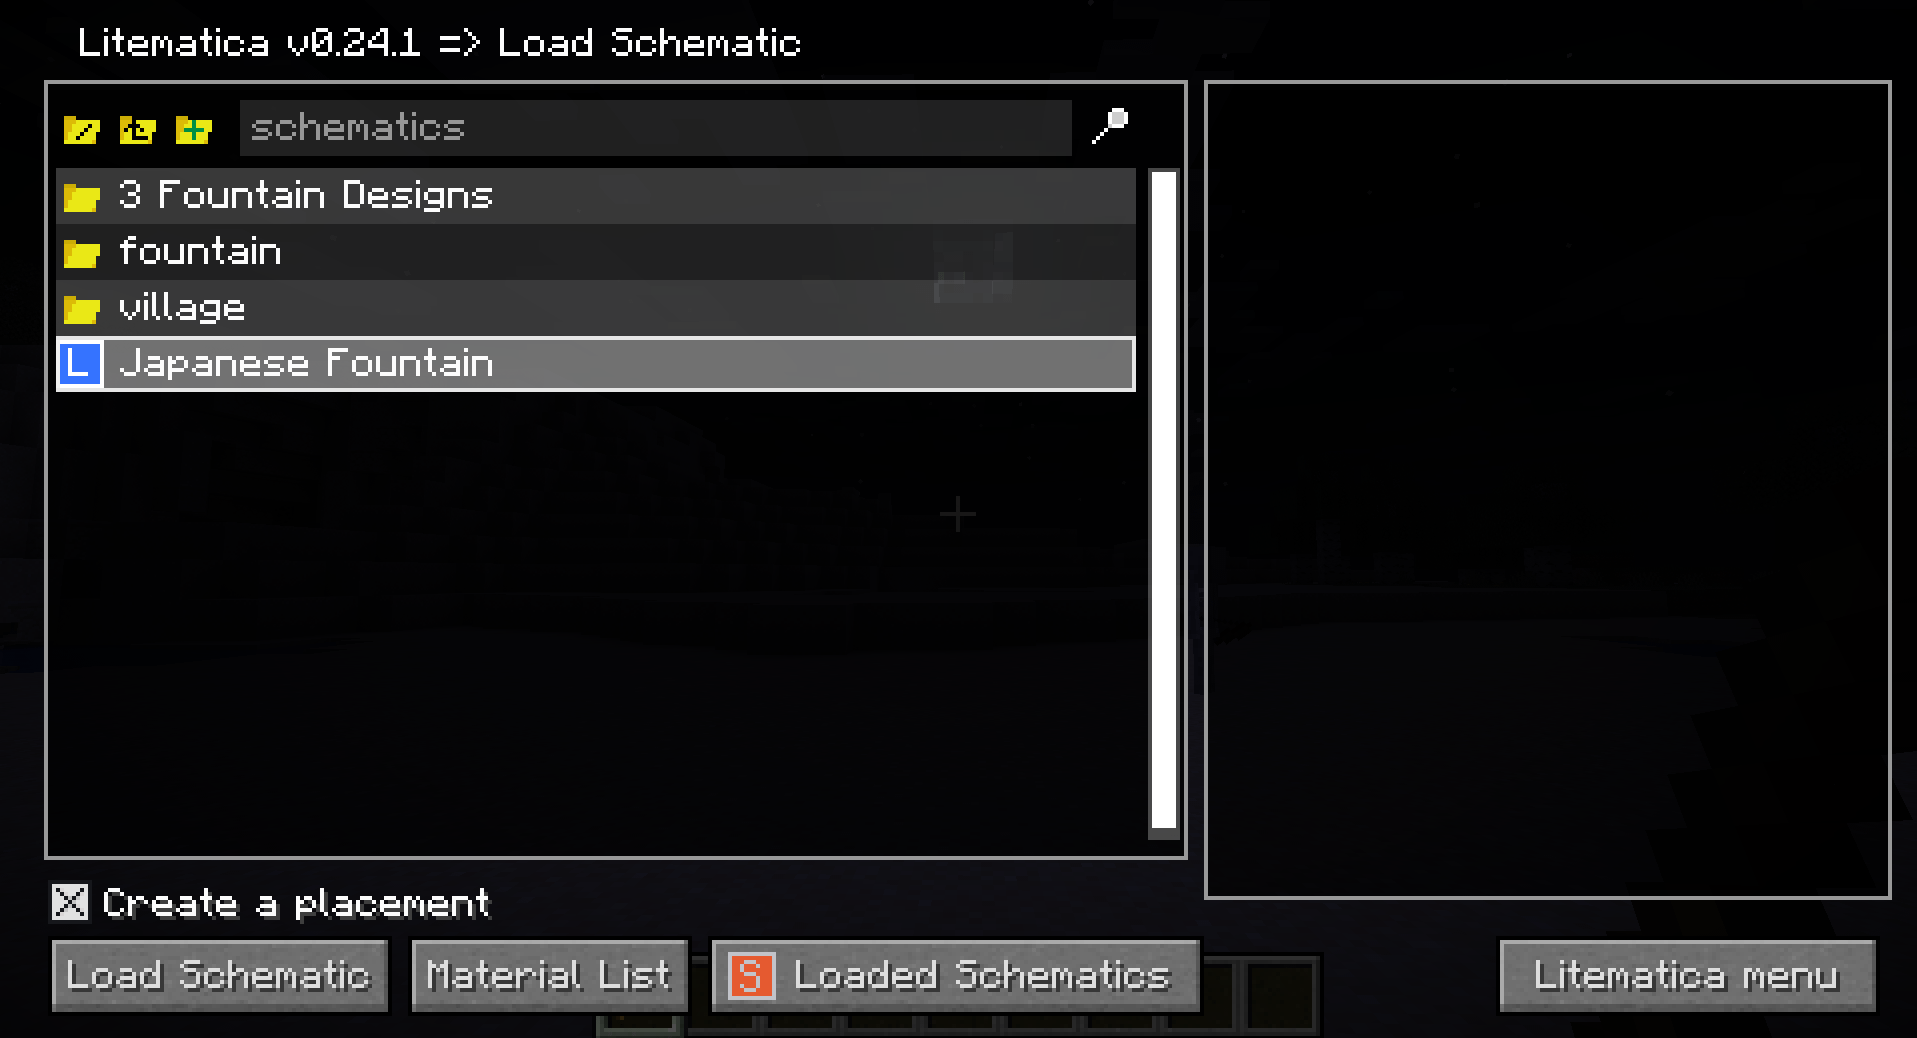 Litematica v0.24.1 => Load Schematic
schematics
3 Fountain Designs
fountain
village
L Japanese Fountain
Create a placement
Load Schematic
Material List
S Loaded Schematics
Litematica menu